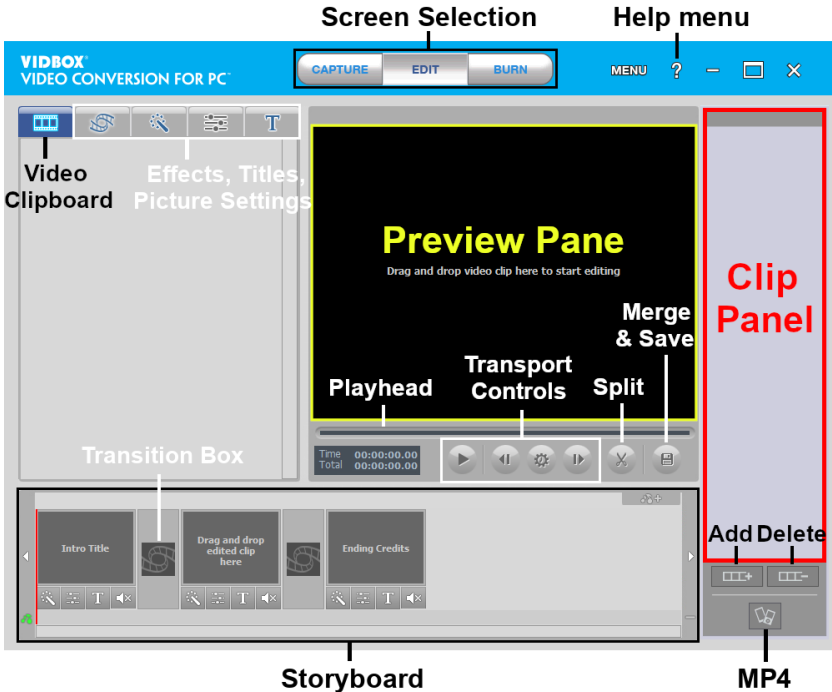 Screen Selection
Help menu
VIDBOX®
VIDEO CONVERSION FOR PC™
CAPTURE
EDIT
BURN
MENU
?
T
Video
Clipboard
Effects, Titles,
Picture Settings
Preview Pane
Drag and drop video clip here to start editing
Clip
Panel
Merge
& Save
Transport
Controls
Split
Playhead
Time 00:00:00.00
Total 00:00:00.00
Transition Box
Intro Title
Drag and drop
edited clip
here
Ending Credits
T
T
T
Add
Delete
Storyboard
MP4